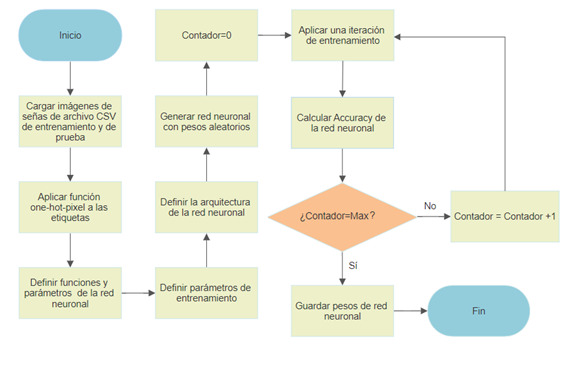 Inicio
Cargar imágenes de
señas de archivo CSV
de entrenamiento y de
prueba
Aplicar función
one-hot-pixel a las
etiquetas
Definir funciones y
parámetros de la red
neuronal
Definir parámetros de
entrenamiento
Definir la arquitectura
de la red neuronal
Generar red neuronal
con pesos aleatorios
Contador=0
Aplicar una iteración
de entrenamiento
Calcular Accuracy de
la red neuronal
¿Contador=Max?
No
Contador = Contador +1
Sí
Guardar pesos de red
neuronal
Fin